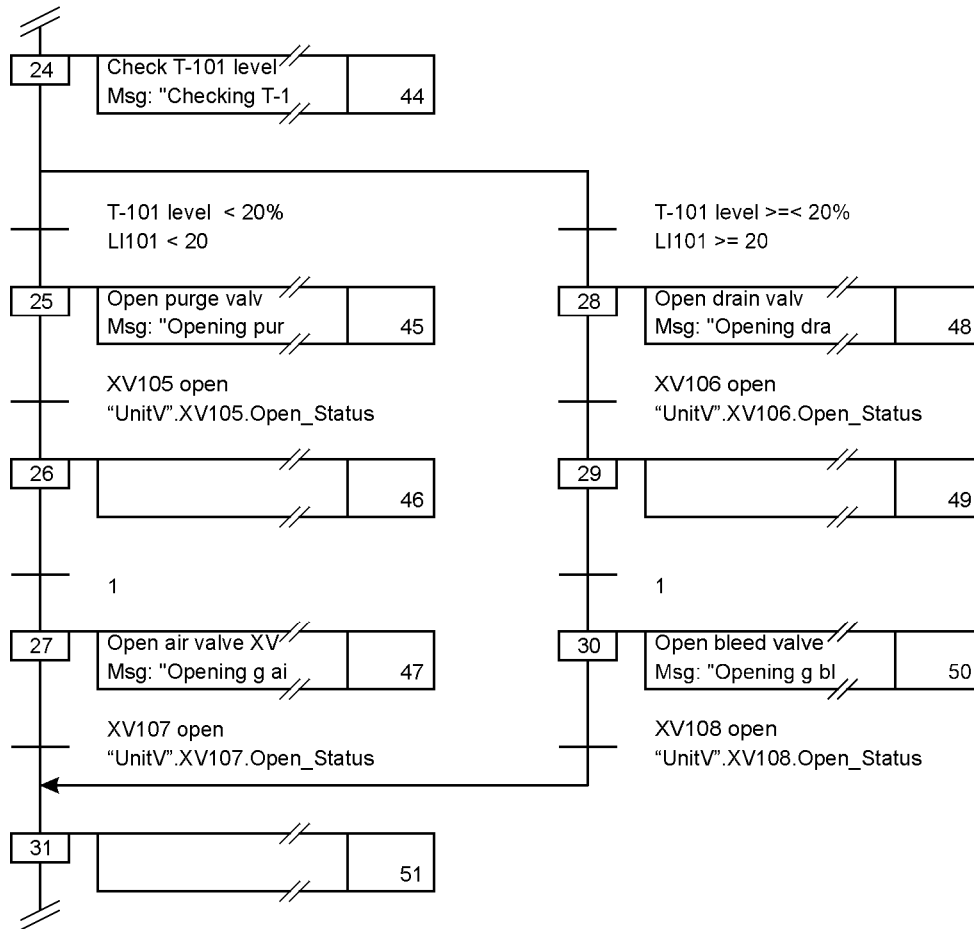 24
Check T-101 level
Msg: "Checking T-1
44
T-101 level < 20%
LI101 < 20
T-101 level >=< 20%
LI101 >= 20
25
Open purge valv
Msg: "Opening pur
45
28
Open drain valv
Msg: "Opening dra
48
XV105 open
“UnitV”.XV105.Open_Status
XV106 open
“UnitV”.XV106.Open_Status
26
46
29
49
1
1
27
Open air valve XV
Msg: "Opening g ai
47
30
Open bleed valve
Msg: "Opening g bl
50
XV107 open
“UnitV”.XV107.Open_Status
XV108 open
“UnitV”.XV108.Open_Status
31
51